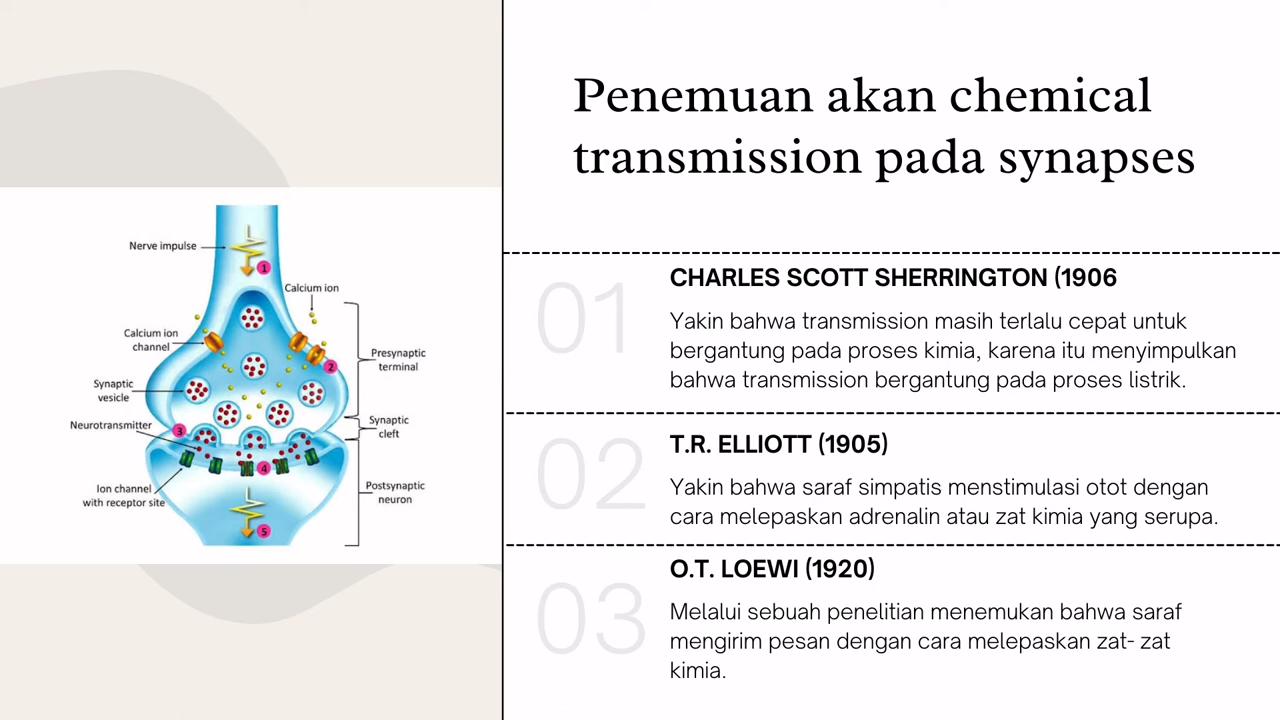 Penemuan akan chemical
transmission pada synapses
Nerve impulse
1
Calcium ion
Calcium ion
channel
2
Presynaptic
terminal
Synaptic
vesicle
Neurotransmitter
3
Synaptic
cleft
4
Ion channel
with receptor site
Postsynaptic
neuron
5
01
CHARLES SCOTT SHERRINGTON (1906
Yakin bahwa transmission masih terlalu cepat untuk
bergantung pada proses kimia, karena itu menyimpulkan
bahwa transmission bergantung pada proses listrik.
02
T.R. ELLIOTT (1905)
Yakin bahwa saraf simpatis menstimulasi otot dengan
cara melepaskan adrenalin atau zat kimia yang serupa.
03
O.T. LOEWI (1920)
Melalui sebuah penelitian menemukan bahwa saraf
mengirim pesan dengan cara melepaskan zat- zat
kimia.